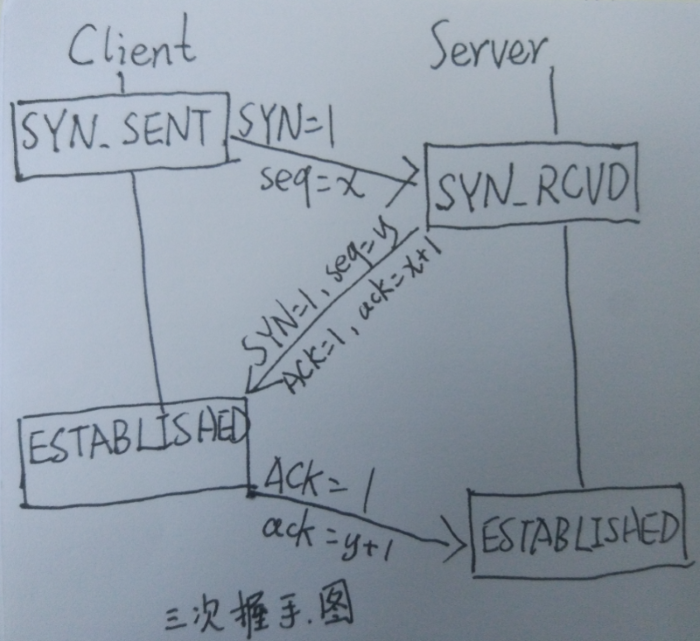 Client
Server
SYN_SENT
SYN=1
seq=x
SYN_RCVD
SYN=1, seq=y
ACK=1, ack=x+1
ESTABLISHED
ACK=1
ack=y+1
ESTABLISHED
三次握手.图